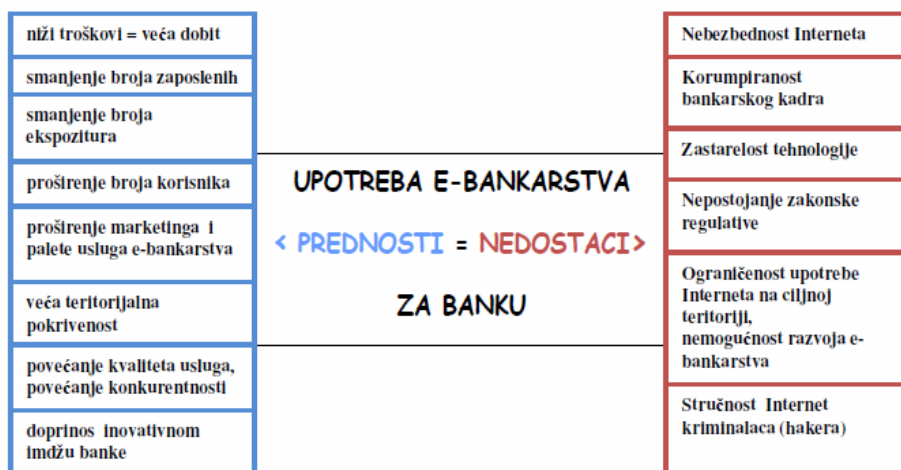 niži troškovi = veća dobit
smanjenje broja zaposlenih
smanjenje broja
ekspozitura
proširenje broja korisnika
proširenje marketinga i
palete usluga e-bankarstva
veća teritorijalna
pokrivenost
povećanje kvaliteta usluga,
povećanje konkurentnosti
doprinos inovativnom
imdžu banke
UPOTREBA E-BANKARSTVA
< PREDNOSTI = NEDOSTACI>
ZA BANKU
Nebezbednost Interneta
Korumpiranost
bankarskog kadra
Zastarelost tehnologije
Nepostojanje zakonske
regulative
Ograničenost upotrebe
Interneta na ciljnoj
teritoriji,
nemogućnost razvoja e-
bankarstva
Stručnost Internet
kriminalaca (hakera)